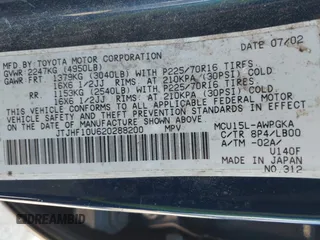 DATE 07/02
MFD BY TOYOTA MOTOR CORPORATION
GVWR 2247KG (4950LB)
GAWR FRT 1379KG (3040LB) WITH P225/70R16 TIRES,
16X6 1/2JJ RIMS AT 210KPA (30PSI) COLD
RR 1153KG (2540LB) WITH P225/70R16 TIRES,
16X6 1/2JJ RIMS AT 210KPA (30PSI) COLD
THIS VEHICLE CONFORMS TO ALL APPLICABLE FEDERAL
MOTOR VEHICLE SAFETY STANDARDS IN EFFECT ON THE
DATE OF MANUFACTURE SHOWN ABOVE.
JTJHF10U620288200 MPV
MCU15L-AWPGKA
C/TR 8P4/LB00
A/TM -02A/
U140F
MADE IN JAPAN
NO.312